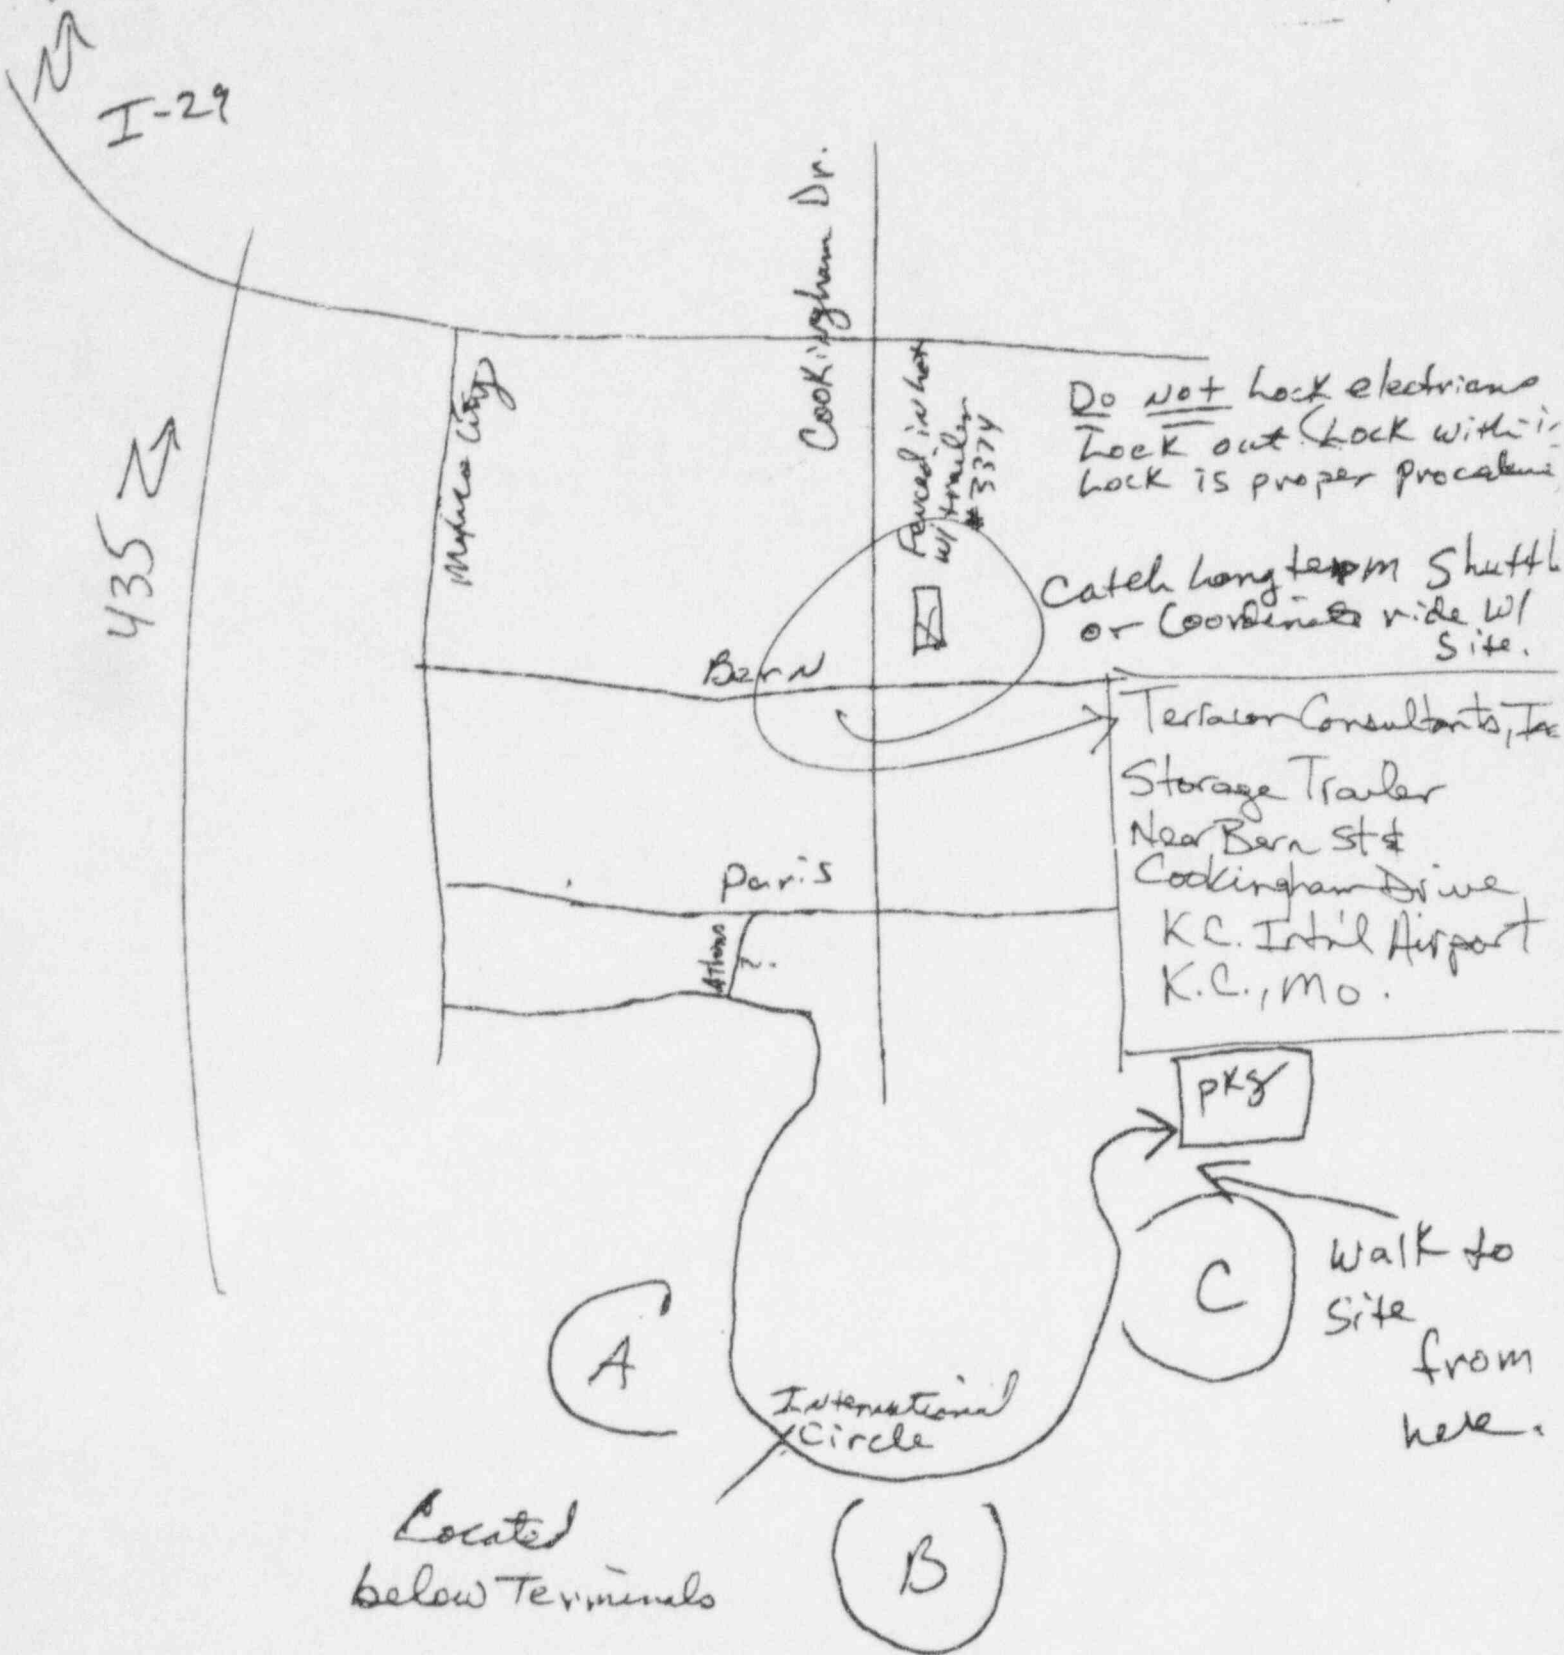 I-29
Cookingham Dr.
Mexico City
435
Fenced in Lot
w/ trailer
#3374
Do Not Lock electricians
Lock out (Lock with in
Lock is proper procedure
Catch Long term Shuttl
or Coordinate ride w/
Site.
Bern
Terracon Consultants, Inc
Storage Trailer
Near Bern St &
Cookingham Drive
K.C. Int'l Airport
K.C., Mo.
Paris
Athens
pkg
C
Walk to
Site
from
here.
A
International
Circle
Located
below Terminals
B